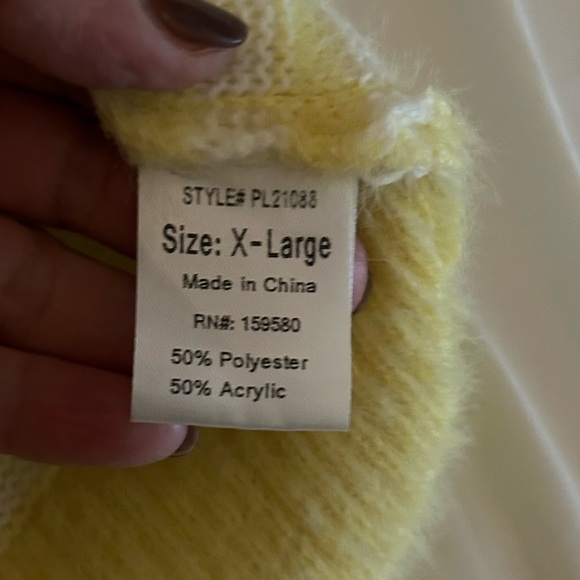 STYLE# PL21088
Size: X-Large
Made in China
RN#: 159580
50% Polyester
50% Acrylic